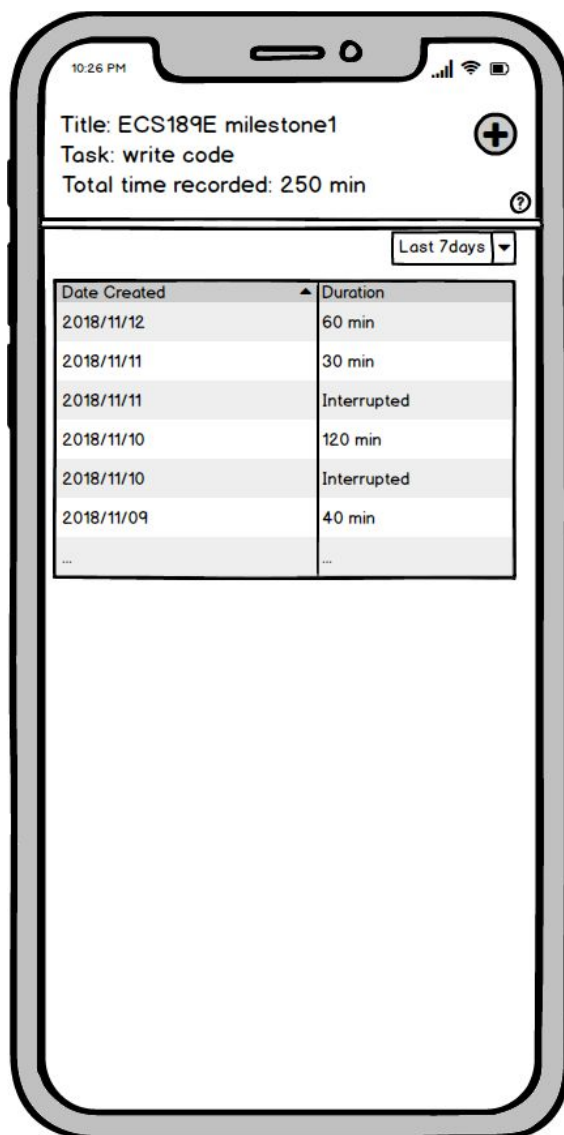 10:26 PM
Title: ECS189E milestone1
Task: write code
Total time recorded: 250 min
?
Last 7days
Date Created Duration
2018/11/12 60 min
2018/11/11 30 min
2018/11/11 Interrupted
2018/11/10 120 min
2018/11/10 Interrupted
2018/11/09 40 min
... ...